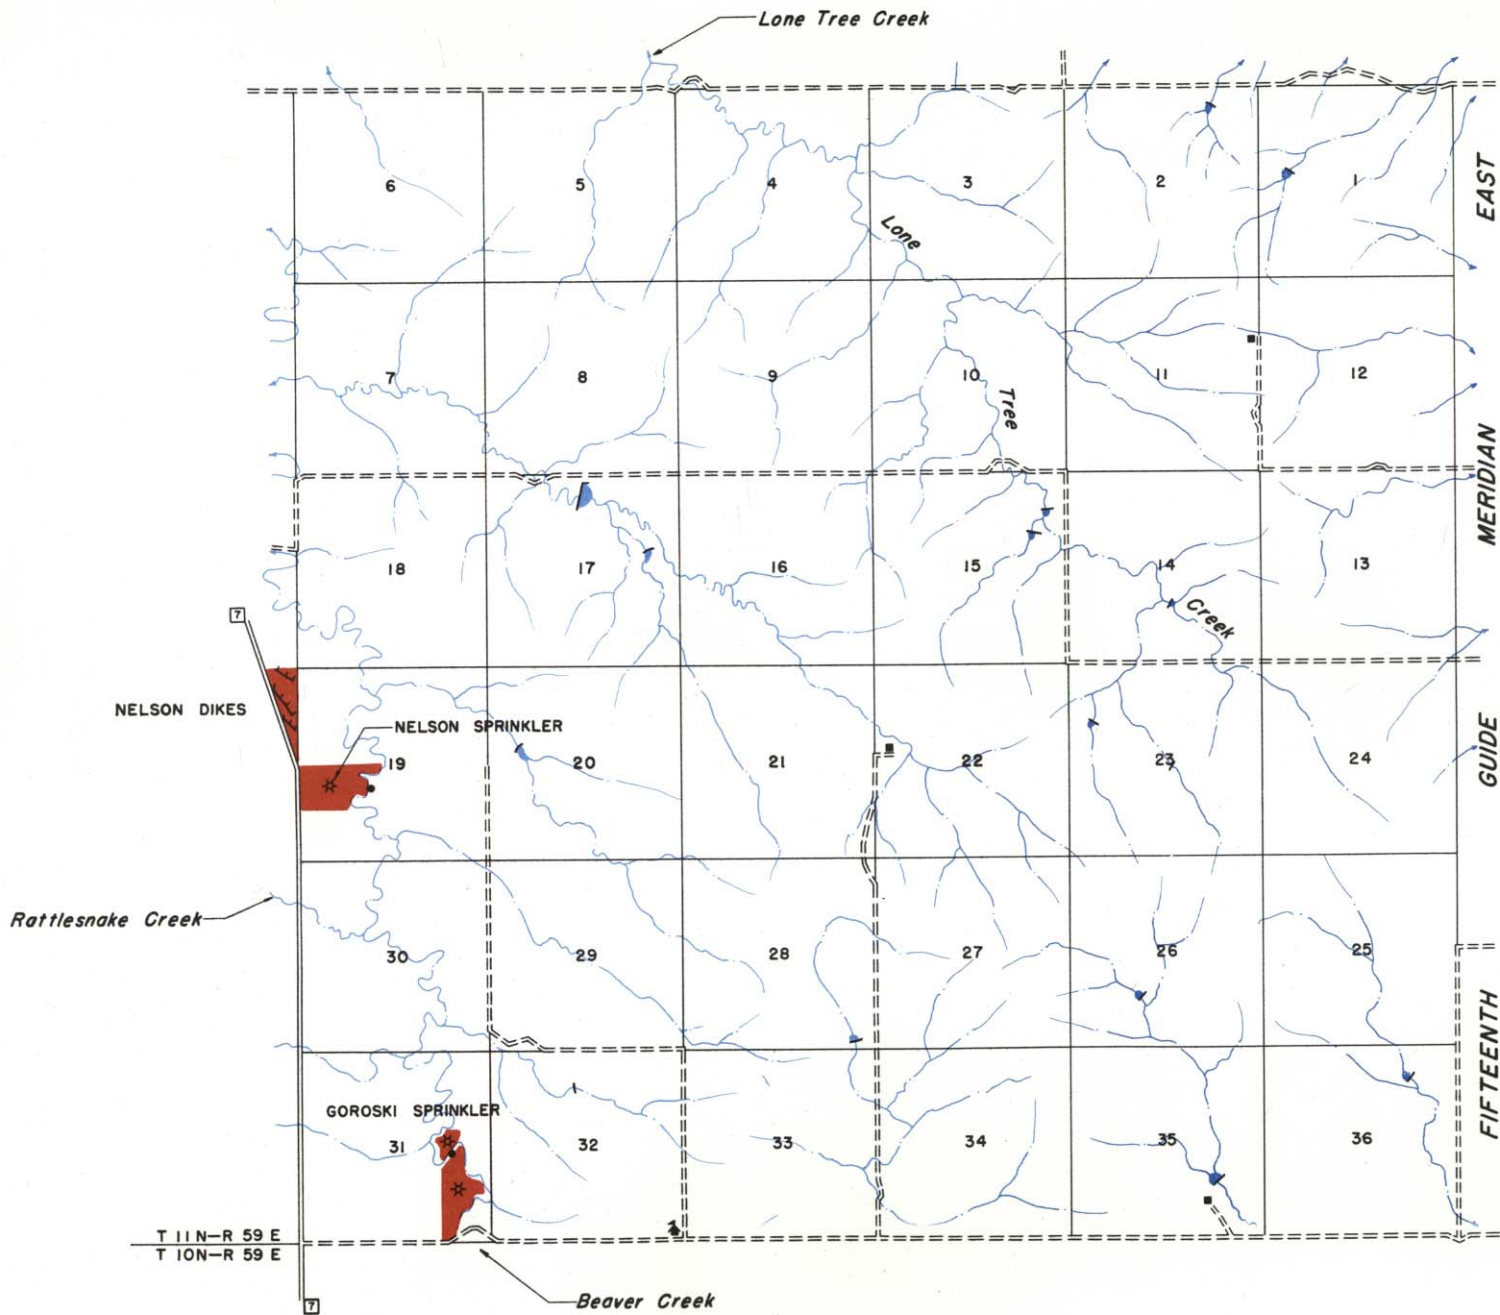 Lone Tree Creek
6 5 4 3 2 1
Lone
EAST
7 8 9 10 11 12
Tree
MERIDIAN
18 17 16 15 14 13
Creek
7
NELSON DIKES
NELSON SPRINKLER
19 20 21 22 23 24
GUIDE
Rattlesnake Creek
30 29 28 27 26 25
FIFTEENTH
GOROSKI SPRINKLER
31 32 33 34 35 36
T 11 N-R 59 E
T 10N-R 59 E
Beaver Creek
7